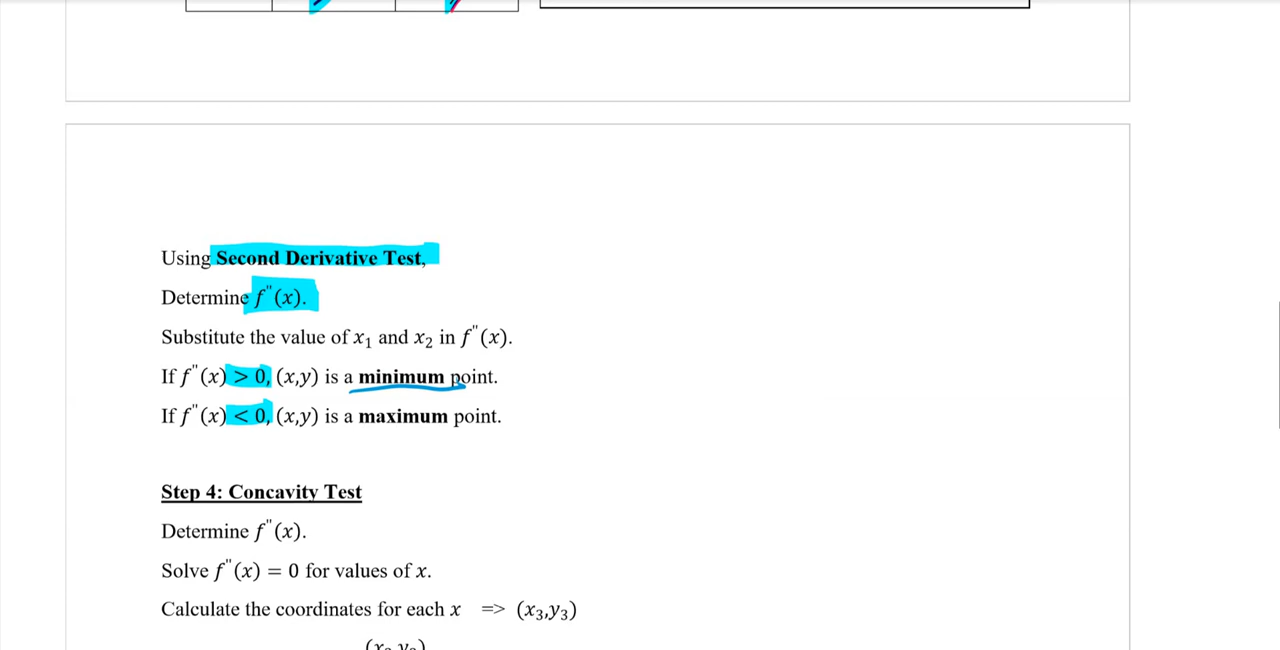 Using Second Derivative Test,
Determine f"(x).
Substitute the value of x₁ and x₂ in f"(x).
If f"(x) > 0, (x,y) is a minimum point.
If f"(x) < 0, (x,y) is a maximum point.
Step 4: Concavity Test
Determine f"(x).
Solve f"(x) = 0 for values of x.
Calculate the coordinates for each x => (x₃,y₃)